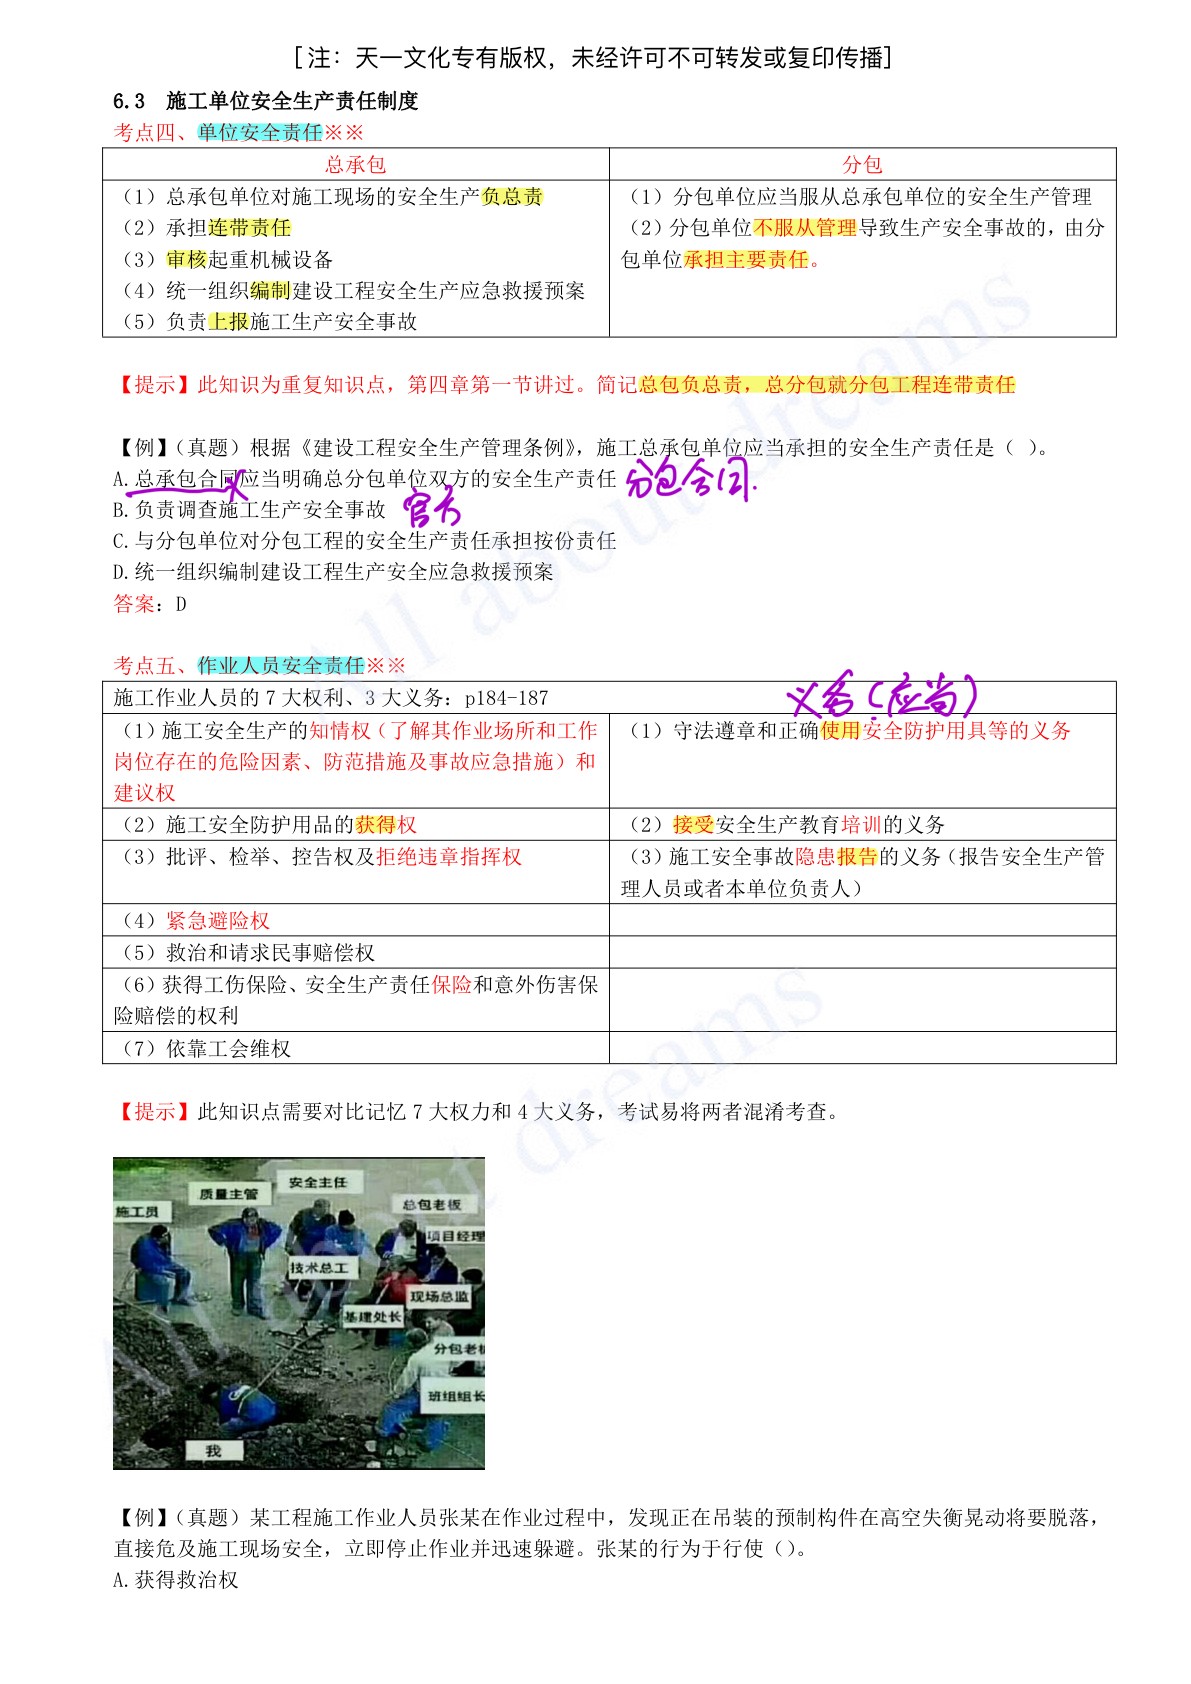 [注：天一文化专有版权，未经许可不可转发或复印传播]
6.3 施工单位安全生产责任制度
考点四、单位安全责任※※
总承包 分包
（1）总承包单位对施工现场的安全生产负总责
（2）承担连带责任
（3）审核起重机械设备
（4）统一组织编制建设工程安全生产应急救援预案
（5）负责上报施工生产安全事故
（1）分包单位应当服从总承包单位的安全生产管理
（2）分包单位不服从管理导致生产安全事故的，由分
包单位承担主要责任。
【提示】此知识为重复知识点，第四章第一节讲过。简记总包负总责，总分包就分包工程连带责任
【例】（真题）根据《建设工程安全生产管理条例》，施工总承包单位应当承担的安全生产责任是（ ）。
A.总承包合同应当明确总分包单位双方的安全生产责任 分包合同.
B.负责调查施工生产安全事故 官方
C.与分包单位对分包工程的安全生产责任承担按份责任
D.统一组织编制建设工程生产安全应急救援预案
答案：D
考点五、作业人员安全责任※※
施工作业人员的 7 大权利、3 大义务：p184-187 义务（应当）
（1）施工安全生产的知情权（了解其作业场所和工作
岗位存在的危险因素、防范措施及事故应急措施）和
建议权
（1）守法遵章和正确使用安全防护用具等的义务
（2）施工安全防护用品的获得权
（2）接受安全生产教育培训的义务
（3）批评、检举、控告权及拒绝违章指挥权
（3）施工安全事故隐患报告的义务（报告安全生产管
理人员或者本单位负责人）
（4）紧急避险权
（5）救治和请求民事赔偿权
（6）获得工伤保险、安全生产责任保险和意外伤害保
险赔偿的权利
（7）依靠工会维权
【提示】此知识点需要对比记忆 7 大权力和 4 大义务，考试易将两者混淆考查。
安全主任
质量主管
总包老板
施工员
项目经理
技术总工
现场总监
基建处长
分包老板
班组组长
我
【例】（真题）某工程施工作业人员张某在作业过程中，发现正在吊装的预制构件在高空失衡晃动将要脱落，
直接危及施工现场安全，立即停止作业并迅速躲避。张某的行为于行使（）。
A.获得救治权
All about dreams
All about dreams